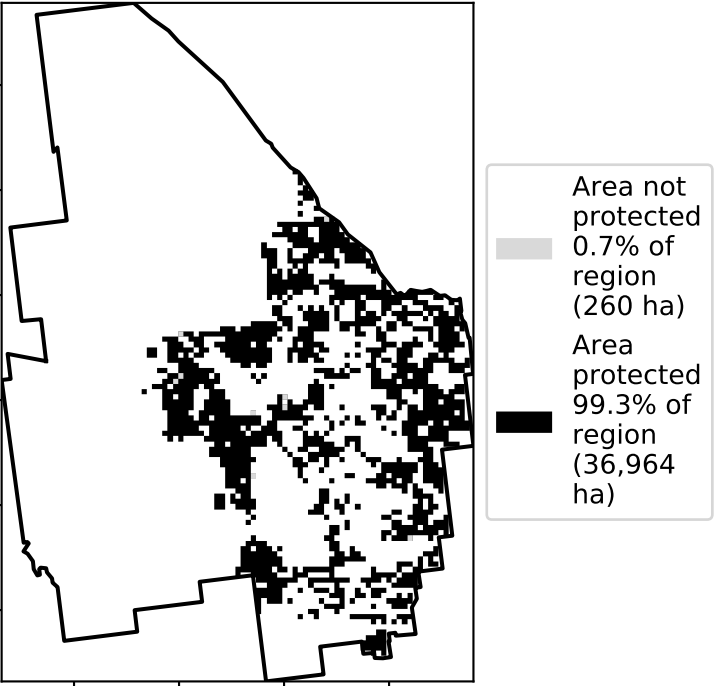 Area not
protected
0.7% of
region
(260 ha)
Area
protected
99.3% of
region
(36,964
ha)